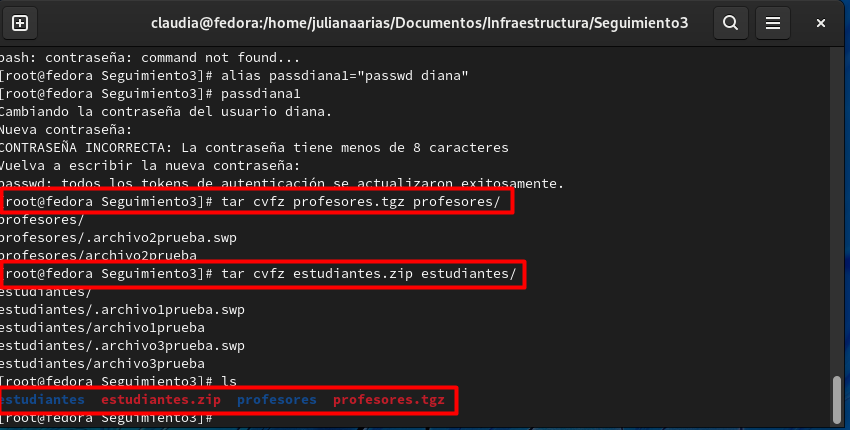 claudia@fedora:/home/julianaarias/Documentos/Infraestructura/Seguimiento3
bash: contraseña: command not found...
[root@fedora Seguimiento3]# alias passdiana1="passwd diana"
[root@fedora Seguimiento3]# passdiana1
Cambiando la contraseña del usuario diana.
Nueva contraseña:
CONTRASEÑA INCORRECTA: La contraseña tiene menos de 8 caracteres
Vuelva a escribir la nueva contraseña:
passwd: todos los tokens de autenticación se actualizaron exitosamente.
[root@fedora Seguimiento3]# tar cvfz profesores.tgz profesores/
profesores/
profesores/.archivo2prueba.swp
profesores/archivo2prueba
[root@fedora Seguimiento3]# tar cvfz estudiantes.zip estudiantes/
estudiantes/
estudiantes/.archivo1prueba.swp
estudiantes/archivo1prueba
estudiantes/.archivo3prueba.swp
estudiantes/archivo3prueba
[root@fedora Seguimiento3]# ls
estudiantes estudiantes.zip profesores profesores.tgz
[root@fedora Seguimiento3]#